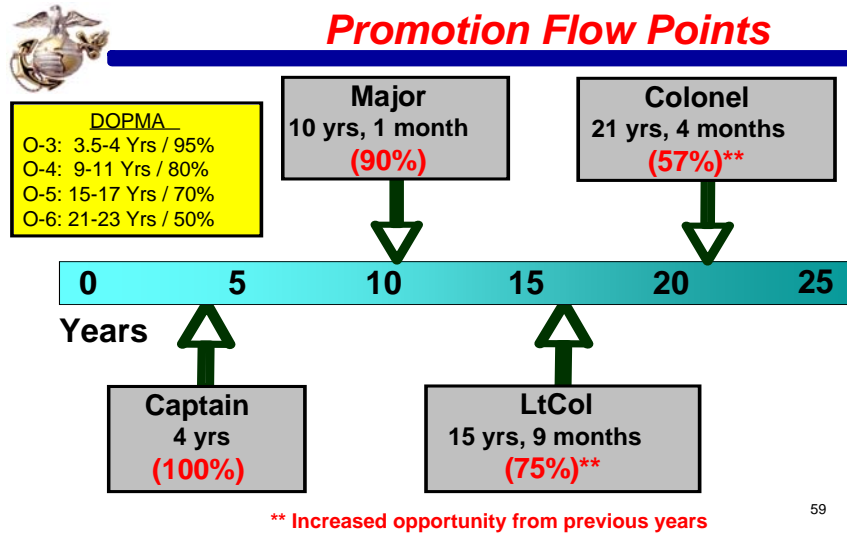 Promotion Flow Points
DOPMA
O-3: 3.5-4 Yrs / 95%
O-4: 9-11 Yrs / 80%
O-5: 15-17 Yrs / 70%
O-6: 21-23 Yrs / 50%
Major
10 yrs, 1 month
(90%)
Colonel
21 yrs, 4 months
(57%)**
0 5 10 15 20 25
Years
Captain
4 yrs
(100%)
LtCol
15 yrs, 9 months
(75%)**
** Increased opportunity from previous years
59